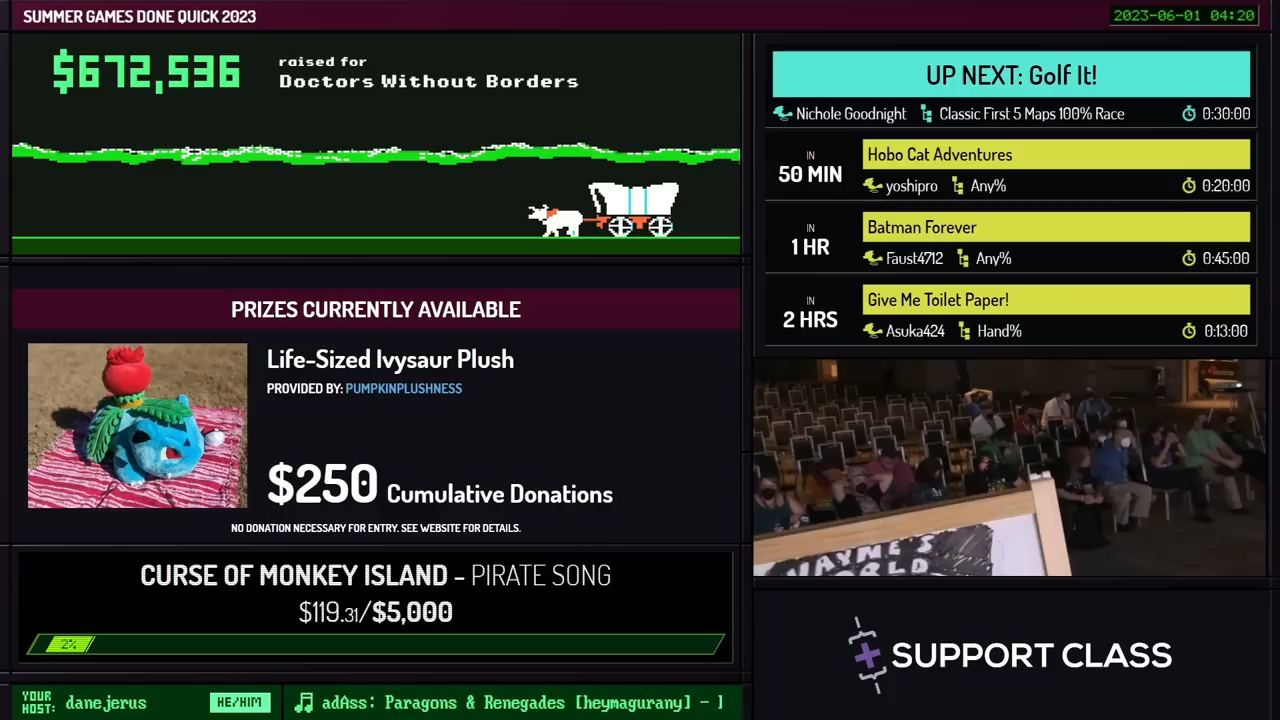 SUMMER GAMES DONE QUICK 2023
2023-06-01 04:20
$672,536
raised for
Doctors Without Borders
UP NEXT: Golf It!
Nichole Goodnight
Classic First 5 Maps 100% Race
0:30:00
IN
50 MIN
Hobo Cat Adventures
yoshipro
Any%
0:20:00
IN
1 HR
Batman Forever
Faust4712
Any%
0:45:00
IN
2 HRS
Give Me Toilet Paper!
Asuka424
Hand%
0:13:00
PRIZES CURRENTLY AVAILABLE
Life-Sized Ivysaur Plush
PROVIDED BY: PUMPKINPLUSHNESS
$250 Cumulative Donations
NO DONATION NECESSARY FOR ENTRY. SEE WEBSITE FOR DETAILS.
WAYNE'S
WORLD
CURSE OF MONKEY ISLAND – PIRATE SONG
$119.31/$5,000
2%
SUPPORT CLASS
YOUR
HOST:
danejerus
HE/HIM
adAss: Paragons & Renegades [heymagurany] -